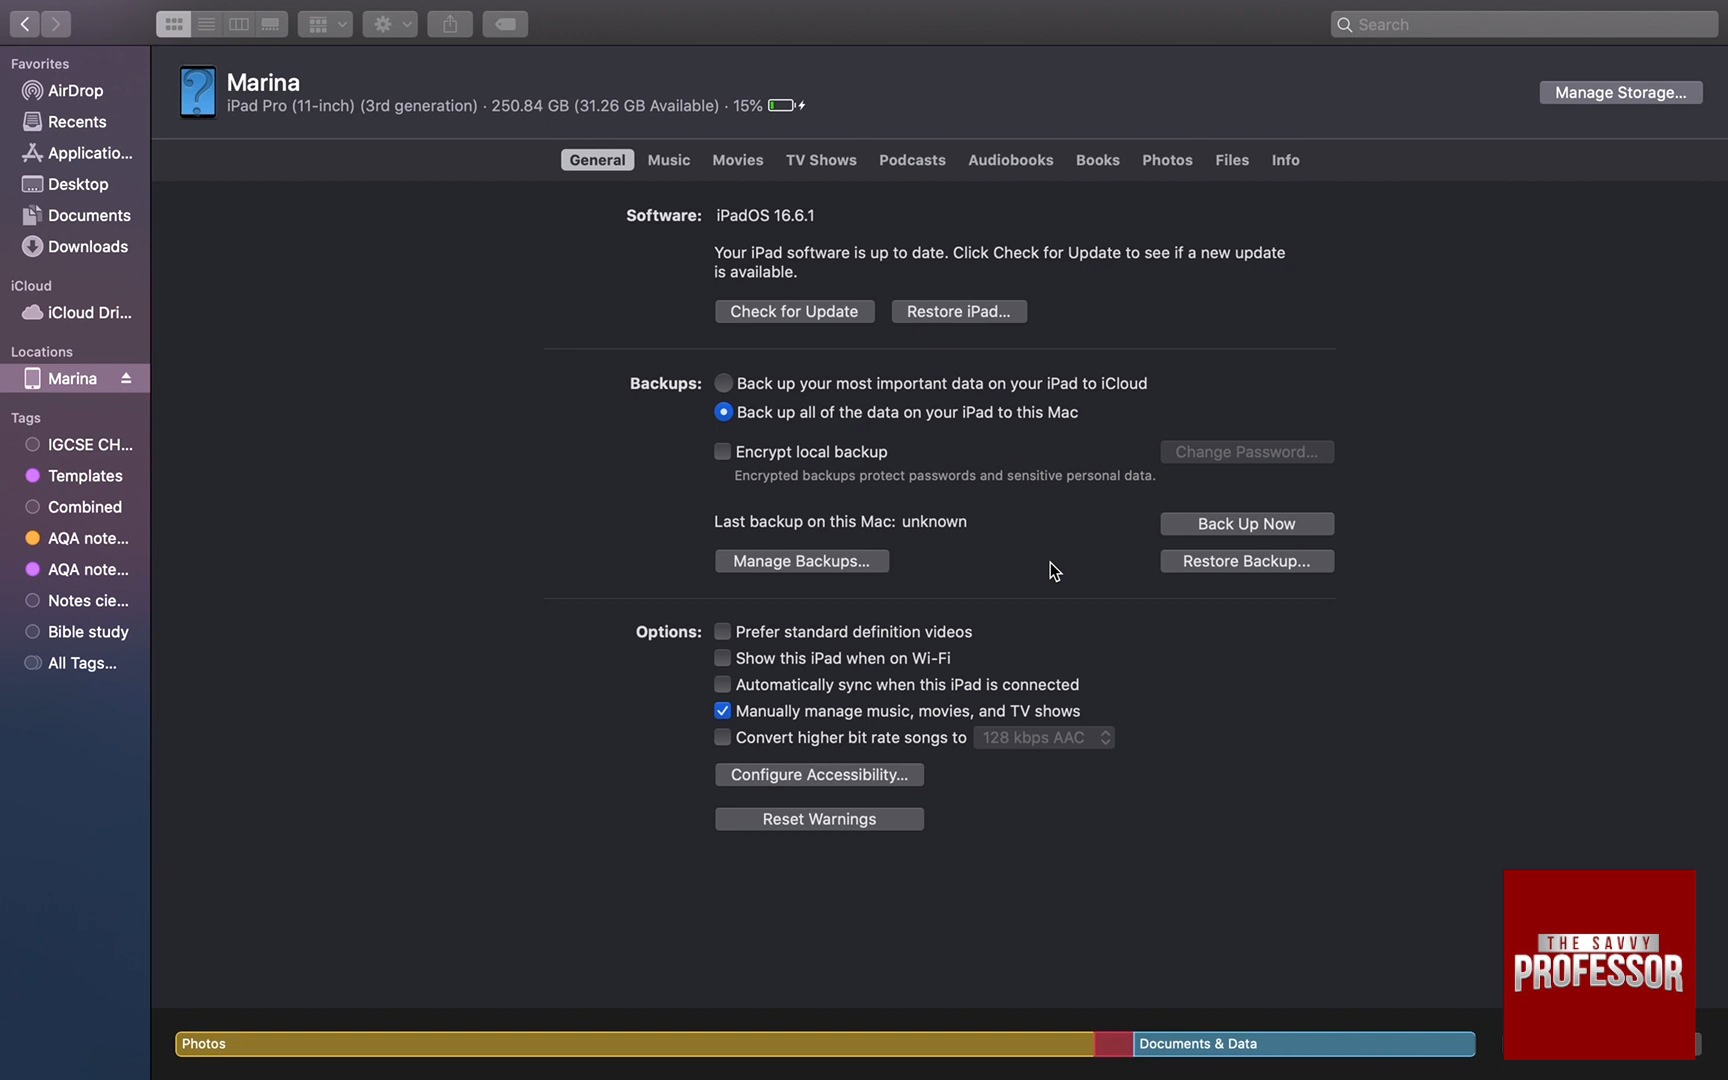 Search
Favorites
AirDrop
Recents
Applicatio...
Desktop
Documents
Downloads
iCloud
iCloud Dri...
Locations
Marina
Tags
IGCSE CH...
Templates
Combined
AQA note...
AQA note...
Notes cie...
Bible study
All Tags...
Marina
iPad Pro (11-inch) (3rd generation) · 250.84 GB (31.26 GB Available) · 15%
Manage Storage...
General Music Movies TV Shows Podcasts Audiobooks Books Photos Files Info
Software: iPadOS 16.6.1
Your iPad software is up to date. Click Check for Update to see if a new update
is available.
Check for Update Restore iPad...
Backups: Back up your most important data on your iPad to iCloud
Back up all of the data on your iPad to this Mac
Encrypt local backup Change Password...
Encrypted backups protect passwords and sensitive personal data.
Last backup on this Mac: unknown Back Up Now
Manage Backups... Restore Backup...
Options: Prefer standard definition videos
Show this iPad when on Wi-Fi
Automatically sync when this iPad is connected
Manually manage music, movies, and TV shows
Convert higher bit rate songs to 128 kbps AAC
Configure Accessibility...
Reset Warnings
THE SAVVY
PROFESSOR
Photos Documents & Data